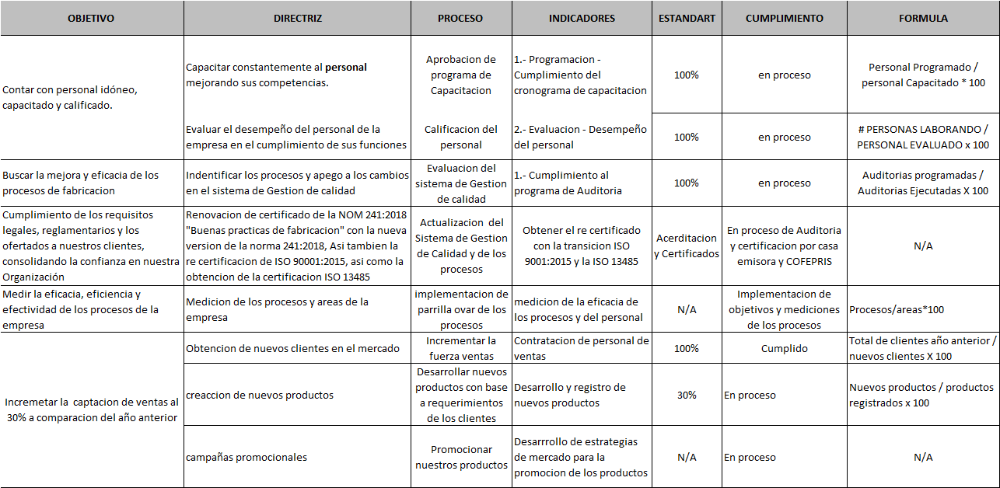 OBJETIVO DIRECTRIZ PROCESO INDICADORES ESTANDART CUMPLIMIENTO FORMULA
Contar con personal idóneo,
capacitado y calificado.
Capacitar constantemente al personal
mejorando sus competencias.
Aprobacion de
programa de
Capacitacion
1.- Programacion -
Cumplimiento del
cronograma de capacitacion
100%
en proceso
Personal Programado /
personal Capacitado * 100
Evaluar el desempeño del personal de la
empresa en el cumplimiento de sus funciones
Calificacion del
personal
2.- Evaluacion - Desempeño
del personal
100%
en proceso
# PERSONAS LABORANDO /
PERSONAL EVALUADO x 100
Buscar la mejora y eficacia de los
procesos de fabricacion
Indentificar los procesos y apego a los cambios
en el sistema de Gestion de calidad
Evaluacion del
sistema de Gestion
de calidad
1.- Cumplimiento al
programa de Auditoria
100%
en proceso
Auditorias programadas /
Auditorias Ejecutadas X 100
Cumplimiento de los requisitos
legales, reglamentarios y los
ofertados a nuestros clientes,
consolidando la confianza en nuestra
Organización
Renovacion de certificado de la NOM 241:2018
"Buenas practicas de fabricacion" con la nueva
version de la norma 241:2018, Asi tambien la
re certificacion de ISO 90001:2015, asi como la
obtencion de la certificacion ISO 13485
Actualizacion del
Sistema de Gestion
de Calidad y de los
procesos
Obtener el re certificado
con la transicion ISO
9001:2015 y la ISO 13485
Acerditacion
y Certificados
En proceso de Auditoria
y certificacion por casa
emisora y COFEPRIS
N/A
Medir la eficacia, eficiencia y
efectividad de los procesos de la
empresa
Medicion de los procesos y areas de la
empresa
implementacion de
parrilla ovar de los
procesos
medicion de la eficacia de
los procesos y del personal
N/A
Implementacion de
objetivos y mediciones
de los procesos
Procesos/areas*100
Incremetar la captacion de ventas al
30% a comparacion del año anterior
Obtencion de nuevos clientes en el mercado
Incrementar la
fuerza ventas
Contratacion de personal de
ventas
100%
Cumplido
Total de clientes año anterior /
nuevos clientes X 100
creaccion de nuevos productos
Desarrollar nuevos
productos con base
a requerimientos
de los clientes
Desarrollo y registro de
nuevos productos
30%
En proceso
Nuevos productos / productos
registrados x 100
campañas promocionales
Promocionar
nuestros productos
Desarrrollo de estrategias
de mercado para la
promocion de los productos
N/A
En proceso
N/A